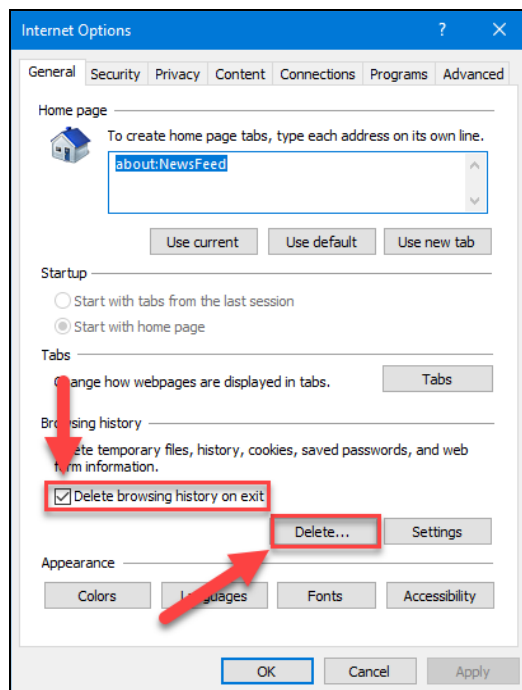 Internet Options ? ✕
General Security Privacy Content Connections Programs Advanced
Home page
To create home page tabs, type each address on its own line.
about:NewsFeed
Use current Use default Use new tab
Startup
Start with tabs from the last session
Start with home page
Tabs
Change how webpages are displayed in tabs. Tabs
Browsing history
Delete temporary files, history, cookies, saved passwords, and web
form information.
Delete browsing history on exit
Delete... Settings
Appearance
Colors Languages Fonts Accessibility
OK Cancel Apply